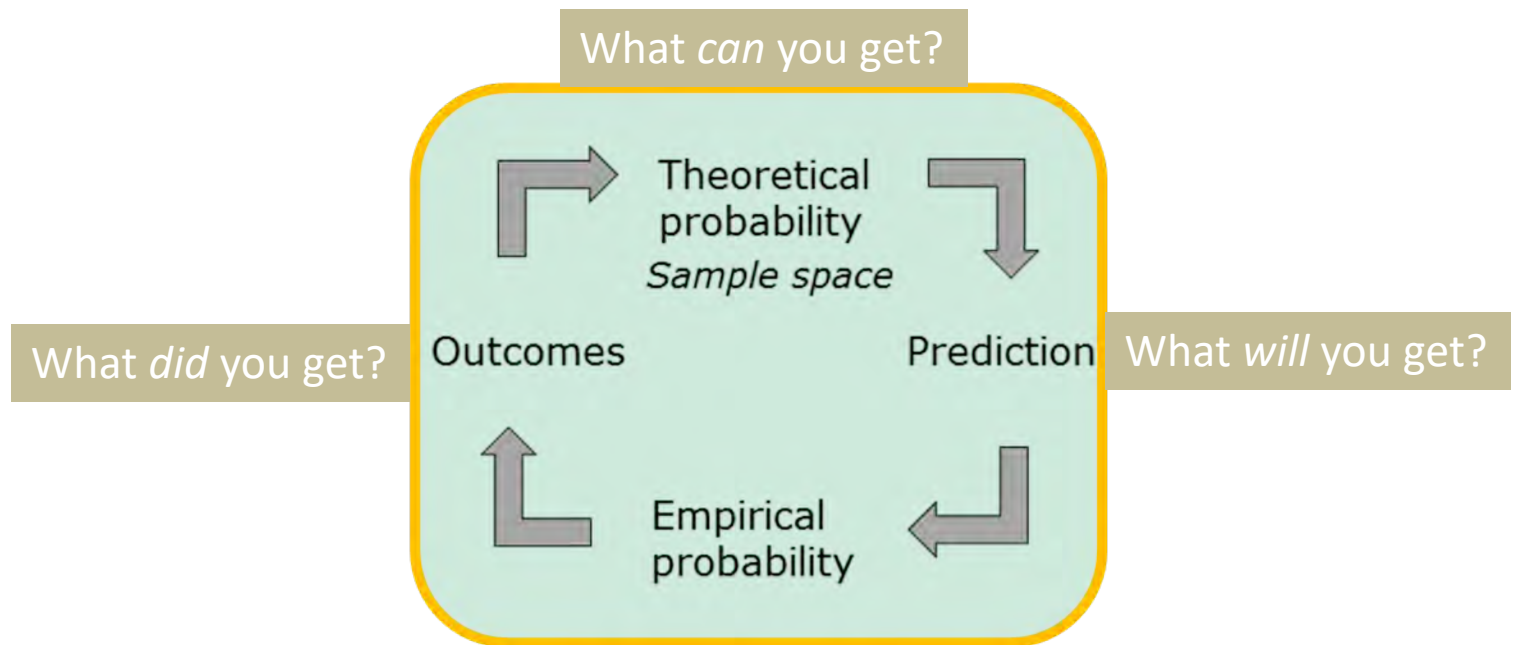 What can you get?
Theoretical
probability
Sample space
What did you get?
Outcomes
Prediction
What will you get?
Empirical
probability